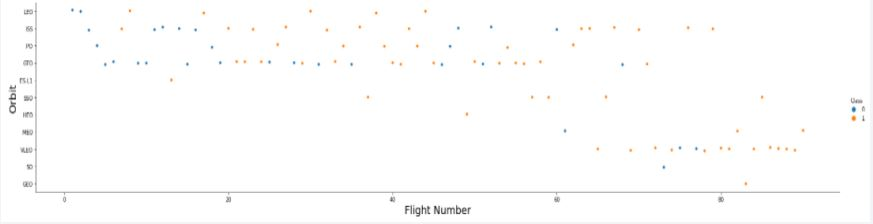 LEO
ISS
PO
GTO
ES-L1
SSO
HEO
MEO
VLEO
SO
GEO
Orbit
0 20 40 60 80
Flight Number
Class
0
1